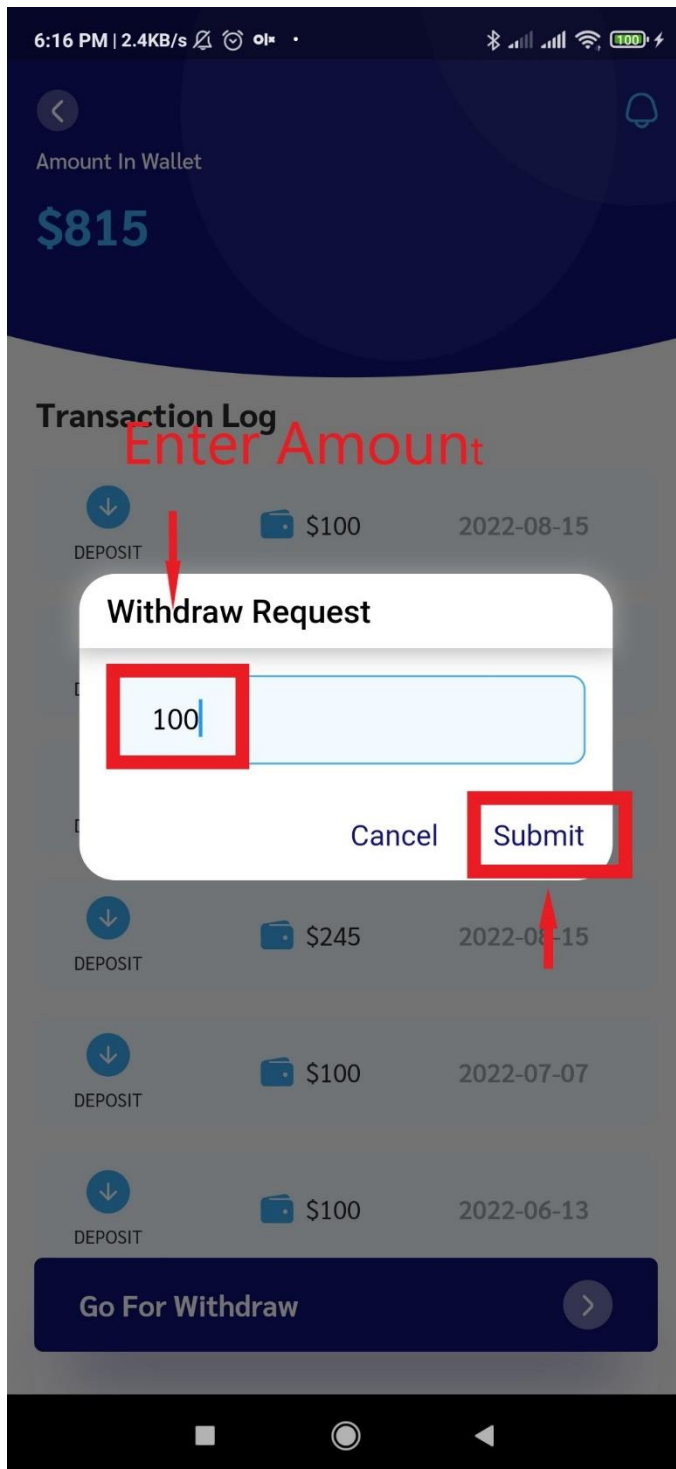 6:16 PM | 2.4KB/s
Amount In Wallet
$815
Transaction Log
Enter Amount
$100 2022-08-15
DEPOSIT
Withdraw Request
100
Cancel Submit
$245 2022-08-15
DEPOSIT
$100 2022-07-07
DEPOSIT
$100 2022-06-13
DEPOSIT
Go For Withdraw